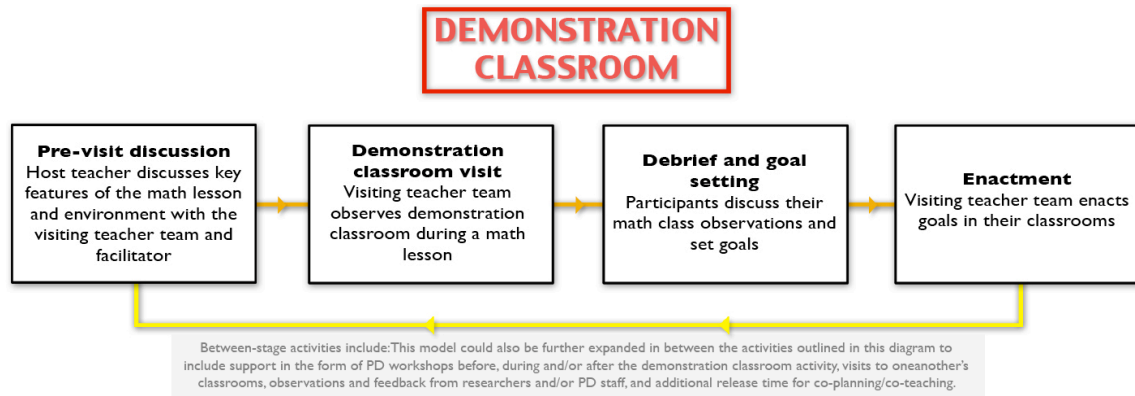 DEMONSTRATION
CLASSROOM
Pre-visit discussion
Host teacher discusses key
features of the math lesson
and environment with the
visiting teacher team and
facilitator
Demonstration
classroom visit
Visiting teacher team
observes demonstration
classroom during a math
lesson
Debrief and goal
setting
Participants discuss their
math class observations and
set goals
Enactment
Visiting teacher team enacts
goals in their classrooms
Between-stage activities include:This model could also be further expanded in between the activities outlined in this diagram to
include support in the form of PD workshops before, during and/or after the demonstration classroom activity, visits to oneanother's
classrooms, observations and feedback from researchers and/or PD staff, and additional release time for co-planning/co-teaching.